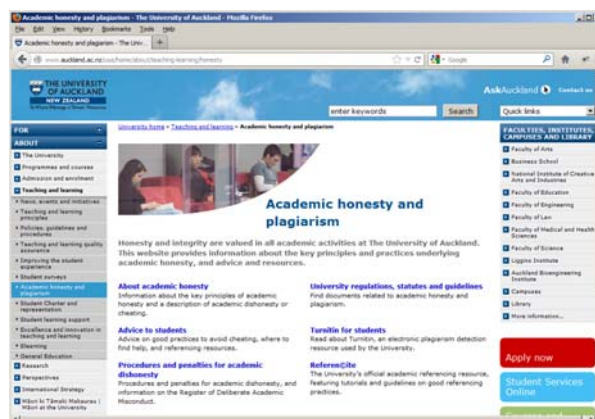 Academic honesty and plagiarism - The University of Auckland - Mozilla Firefox
File Edit View History Bookmarks Tools Help
Academic honesty and plagiarism - The Univ...
www.auckland.ac.nz/uoa/home/about/teaching-learning/honesty
Google
THE UNIVERSITY
OF AUCKLAND
NEW ZEALAND
AskAuckland
Contact us
enter keywords
Search
Quick links
FOR
ABOUT
The University
Programmes and courses
Admission and enrolment
Teaching and learning
News, events and initiatives
Teaching and learning
principles
Policies, guidelines and
procedures
Teaching and learning quality
assurance
Improving the student
experience
Student surveys
Academic honesty and
plagiarism
Student Charter and
representation
Student learning support
Excellence and innovation in
teaching and learning
Elearning
General Education
Research
Perspectives
International Strategy
Māori ki Tāmaki Makaurau |
Māori at the University
University home » Teaching and learning » Academic honesty and plagiarism
Academic honesty and
plagiarism
Honesty and integrity are valued in all academic activities at The University of Auckland.
This website provides information about the key principles and practices underlying
academic honesty, and advice and resources.
About academic honesty
Information about the key principles of academic
honesty and a description of academic dishonesty or
cheating.
Advice to students
Advice on good practices to avoid cheating, where to
find help, and referencing resources.
Procedures and penalties for academic
dishonesty
Procedures and penalties for academic dishonesty, and
information on the Register of Deliberate Academic
Misconduct.
University regulations, statutes and guidelines
Find documents related to academic honesty and
plagiarism.
Turnitin for students
Read about Turnitin, an electronic plagiarism detection
resource used by the University.
Referen©ite
The University's official academic referencing resource,
featuring tutorials and guidelines on good referencing
practices.
FACULTIES, INSTITUTES,
CAMPUSES AND LIBRARY
Faculty of Arts
Business School
National Institute of Creative
Arts and Industries
Faculty of Education
Faculty of Engineering
Faculty of Law
Faculty of Medical and Health
Sciences
Faculty of Science
Liggins Institute
Auckland Bioengineering
Institute
Campuses
Library
More information...
Apply now
Student Services
Online